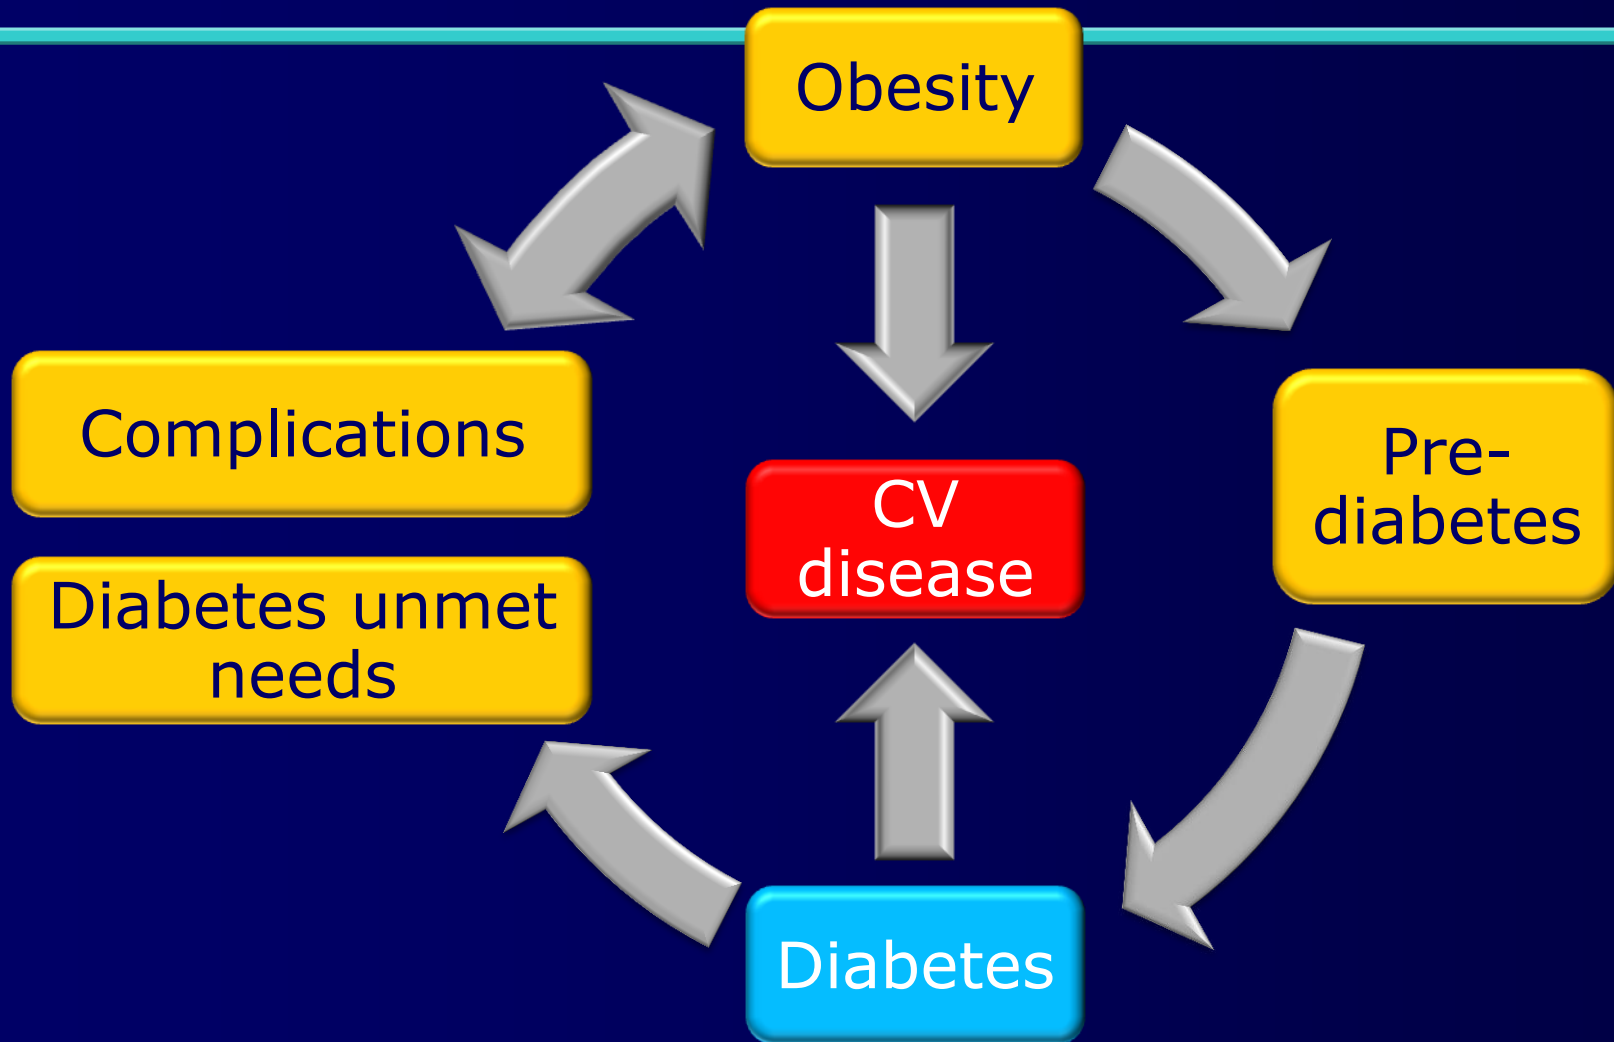 Obesity
Complications
CV
disease
Pre-
diabetes
Diabetes unmet
needs
Diabetes